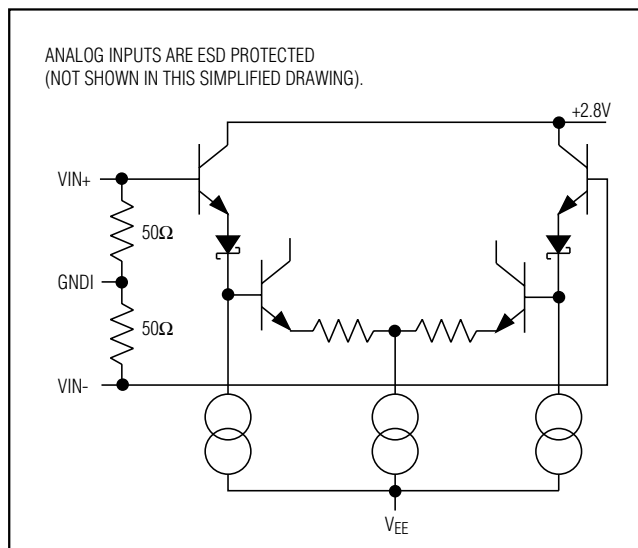 ANALOG INPUTS ARE ESD PROTECTED
(NOT SHOWN IN THIS SIMPLIFIED DRAWING).
+2.8V
VIN+
50Ω
GNDI
50Ω
VIN-
VEE